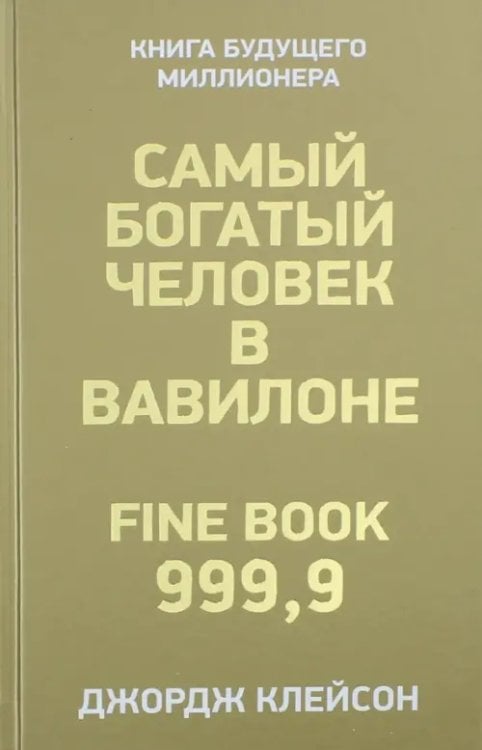 КНИГА БУДУЩЕГО
МИЛЛИОНЕРА
САМЫЙ
БОГАТЫЙ
ЧЕЛОВЕК
В
ВАВИЛОНЕ
FINE BOOK
999,9
ДЖОРДЖ КЛЕЙСОН